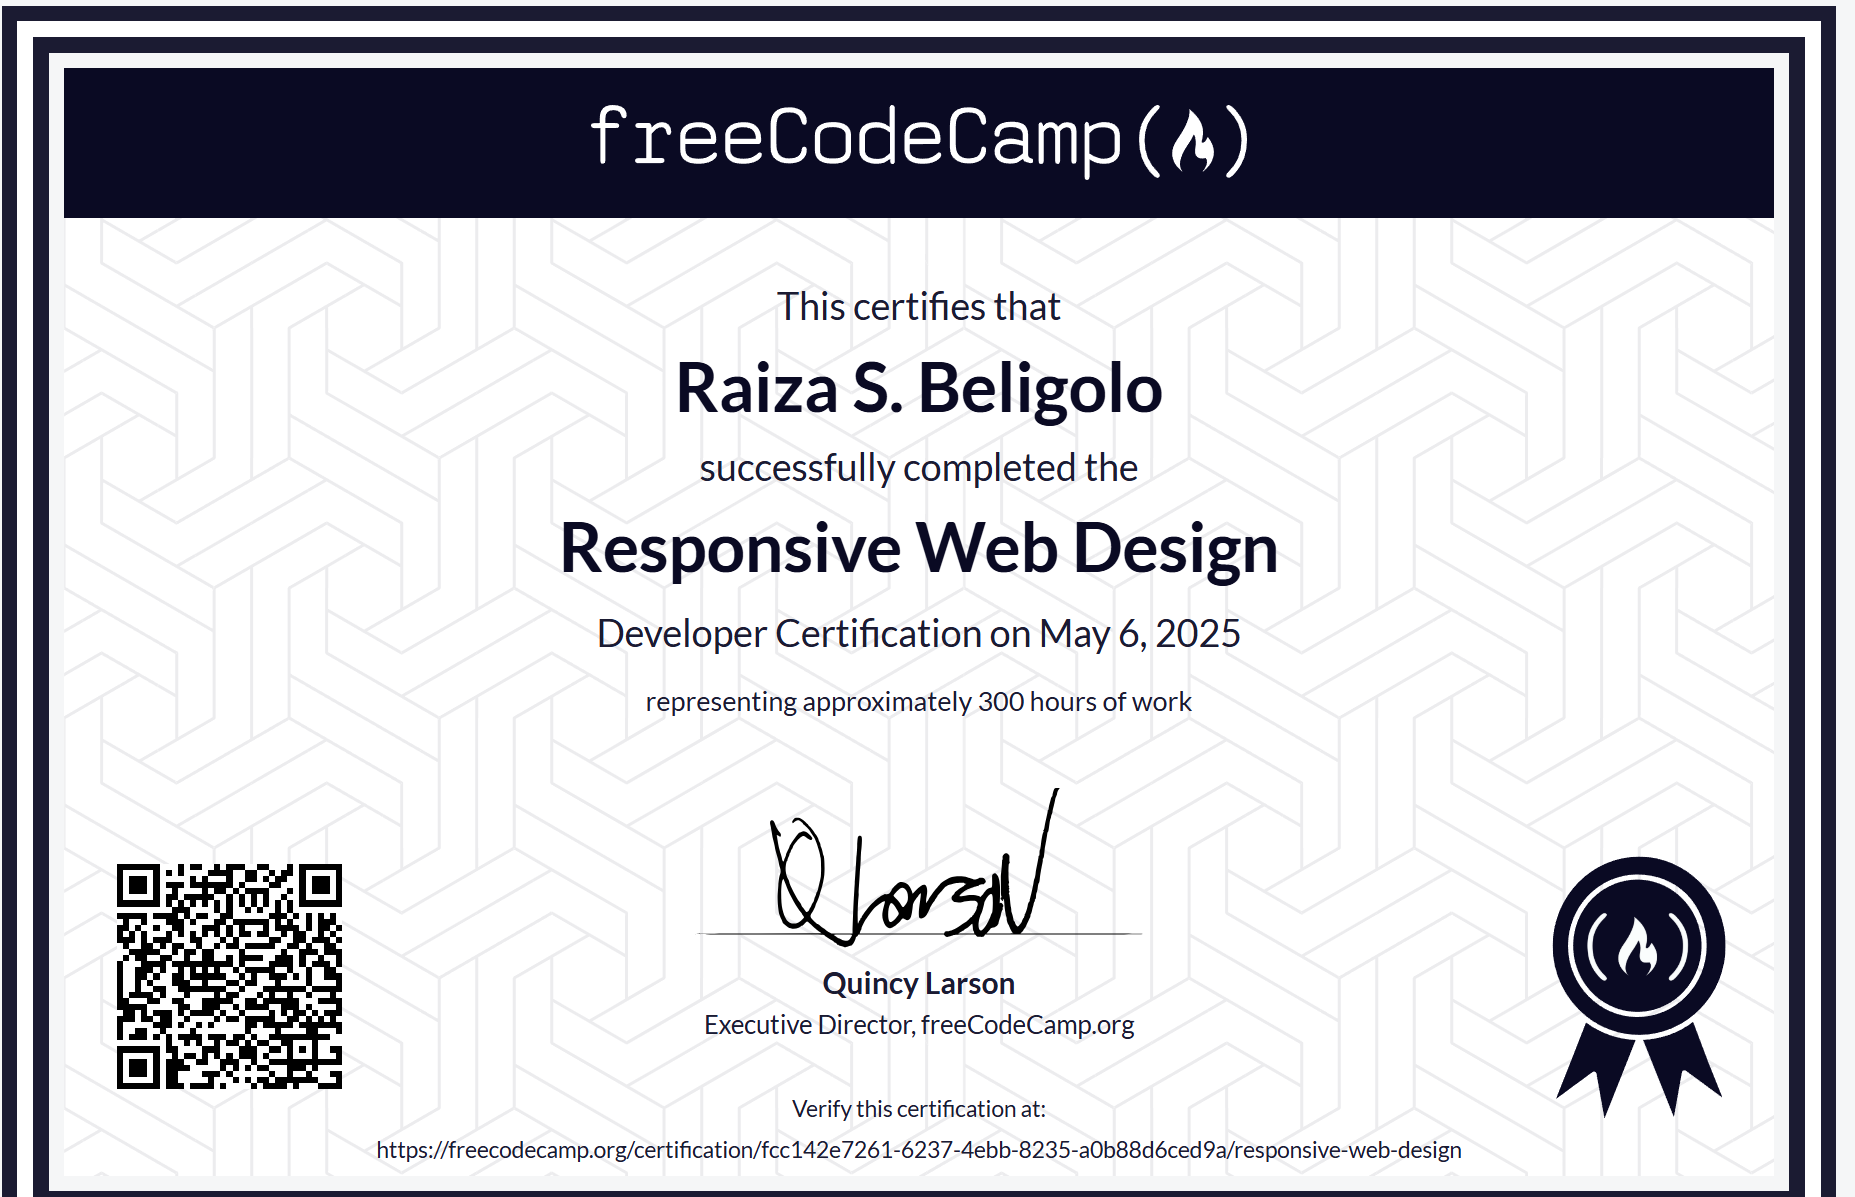 freeCodeCamp
This certifies that
Raiza S. Beligolo
successfully completed the
Responsive Web Design
Developer Certification on May 6, 2025
representing approximately 300 hours of work
Quincy Larson
Executive Director, freeCodeCamp.org
Verify this certification at:
https://freecodecamp.org/certification/fcc142e7261-6237-4ebb-8235-a0b88d6ced9a/responsive-web-design